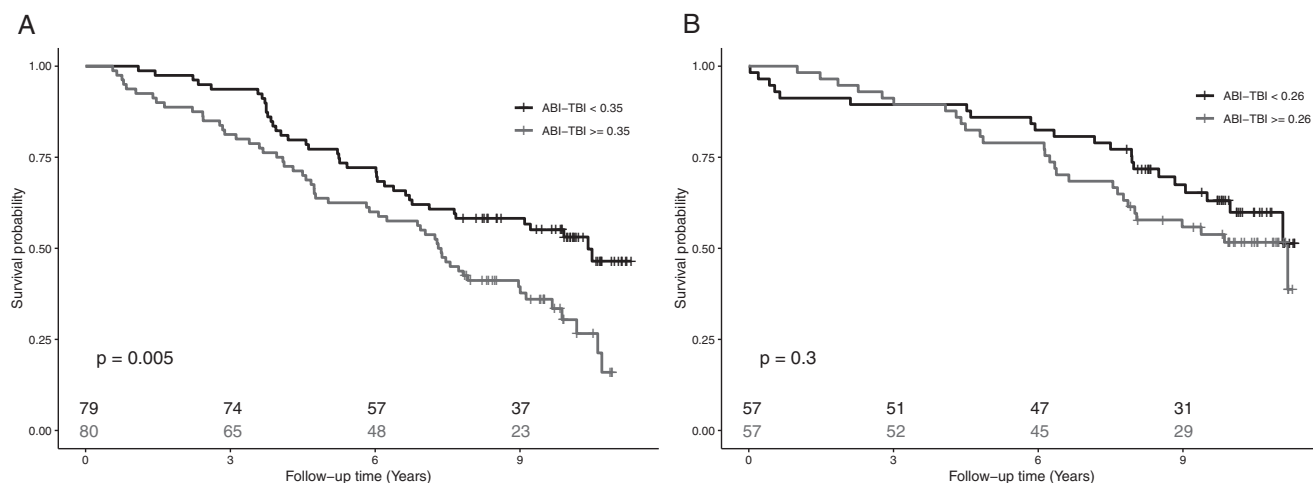 A
Survival probability
1.00
0.75
0.50
0.25
0.00
ABI−TBI < 0.35
ABI−TBI >= 0.35
p = 0.005
79 74 57 37
80 65 48 23
0 3 6 9
Follow−up time (Years)
B
Survival probability
1.00
0.75
0.50
0.25
0.00
ABI−TBI < 0.26
ABI−TBI >= 0.26
p = 0.3
57 51 47 31
57 52 45 29
0 3 6 9
Follow−up time (Years)